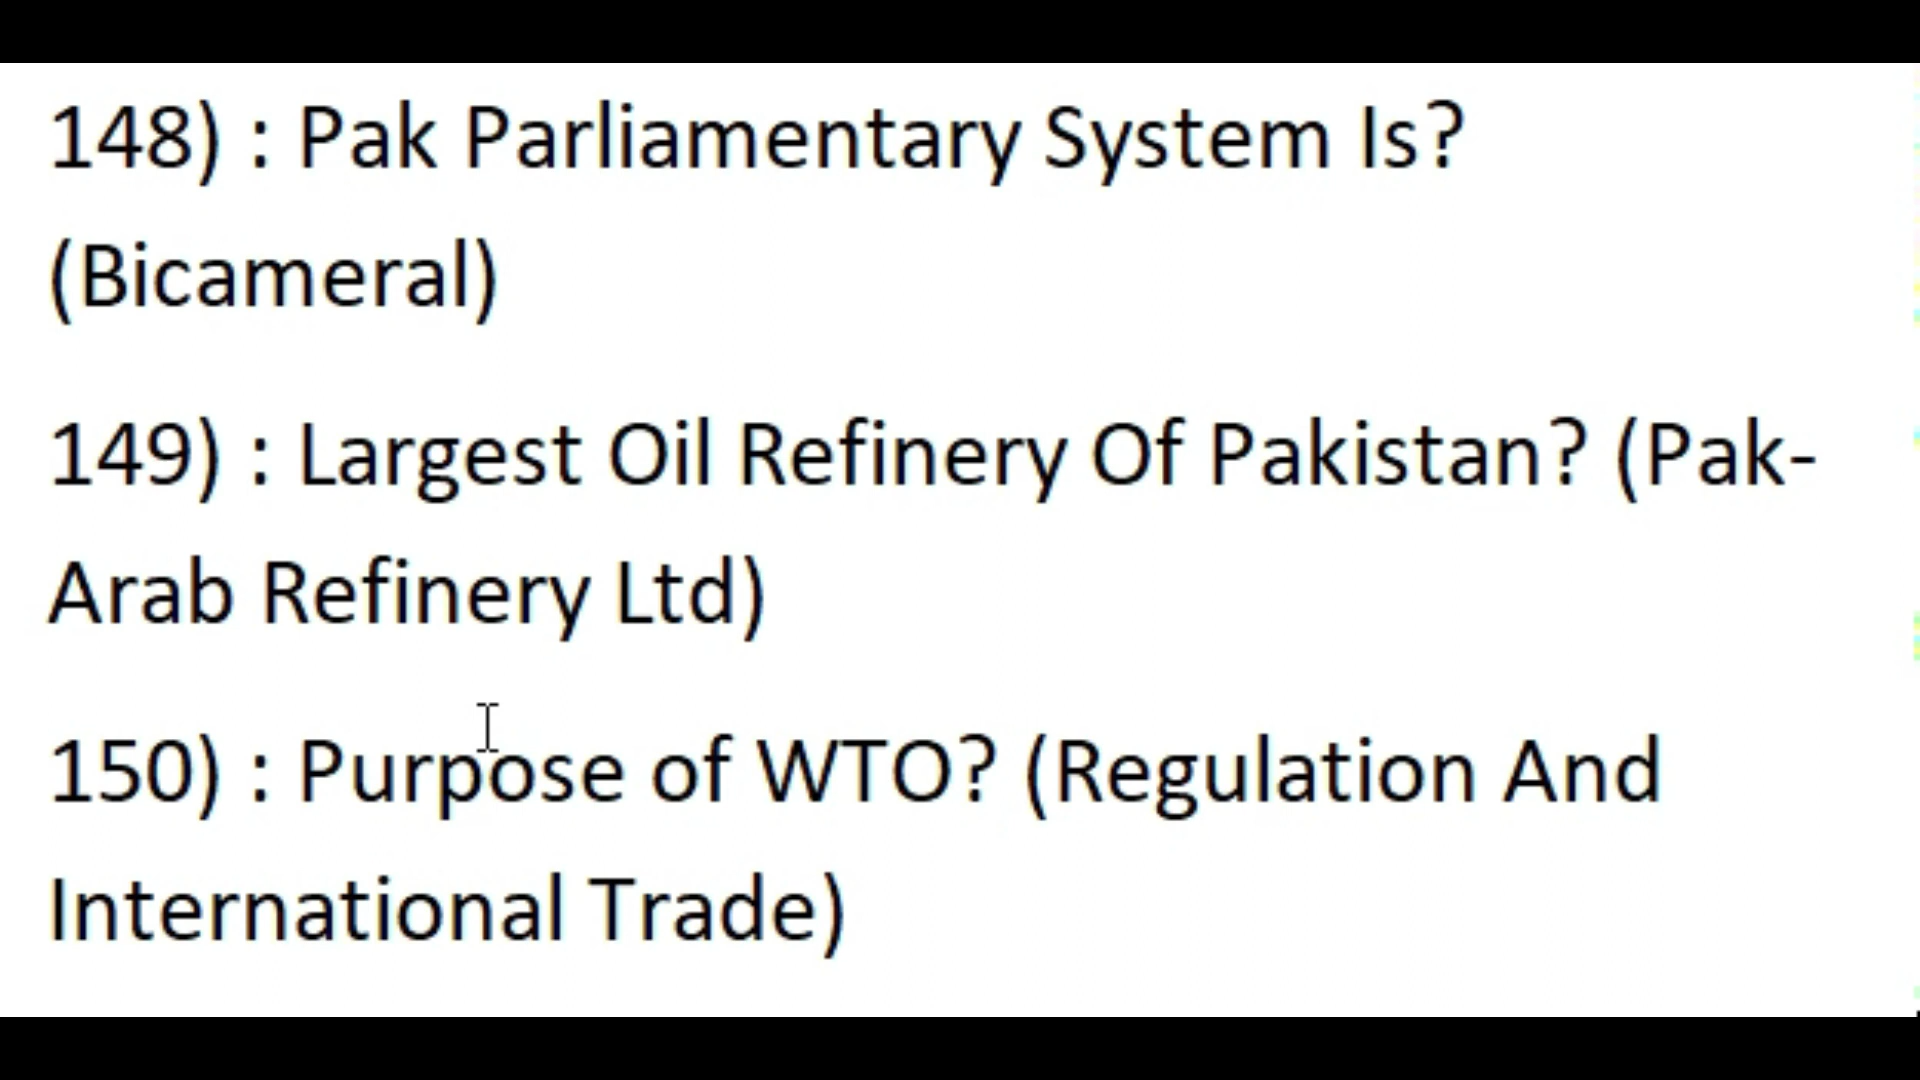 148) : Pak Parliamentary System Is?
(Bicameral)
149) : Largest Oil Refinery Of Pakistan? (Pak-
Arab Refinery Ltd)
150) : Purpose of WTO? (Regulation And
International Trade)